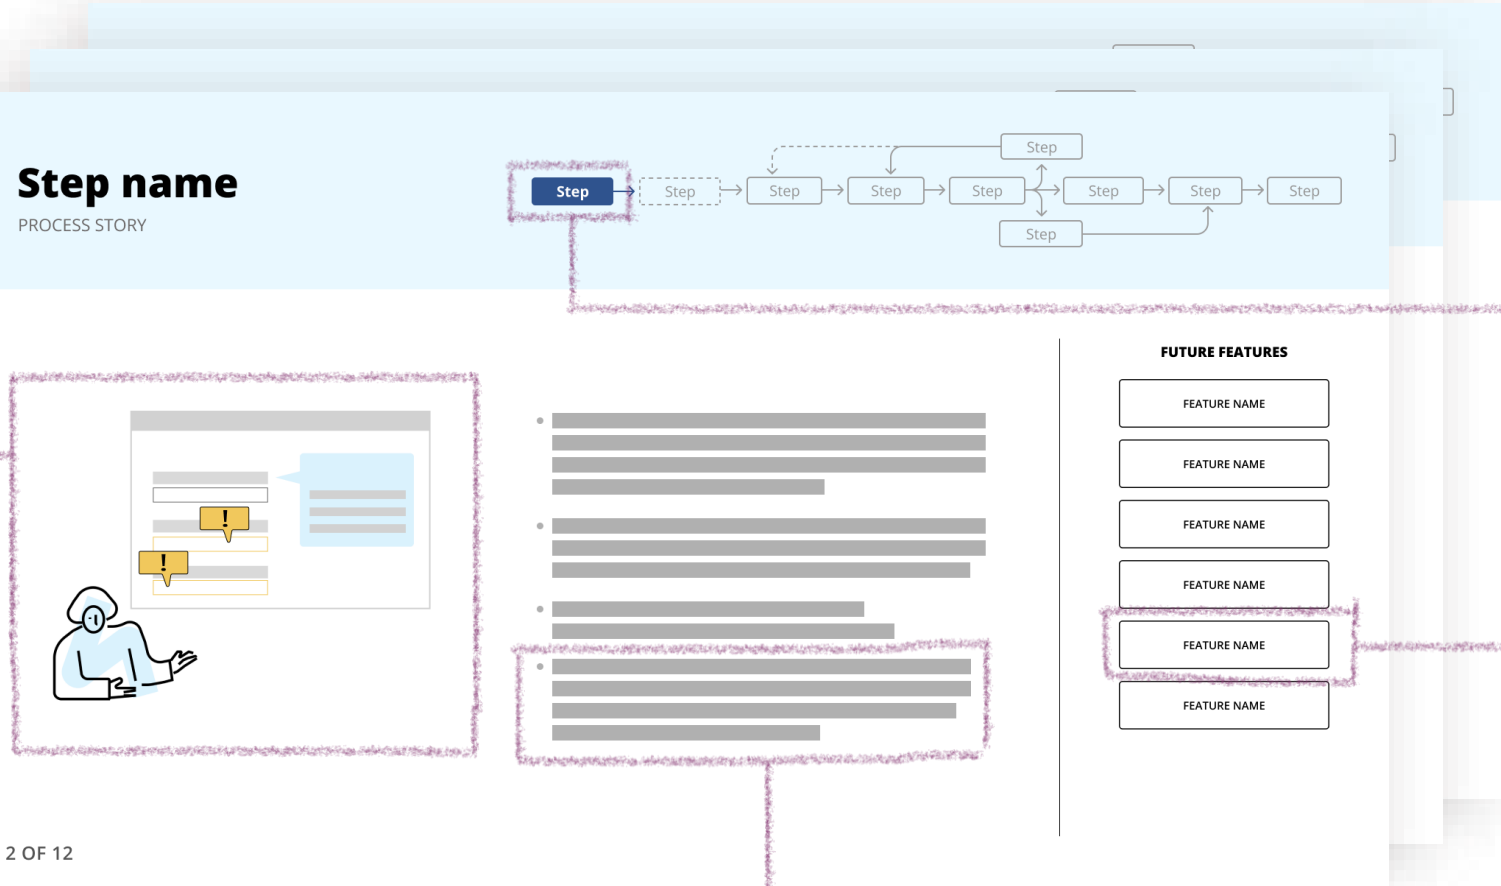 Step name
PROCESS STORY
Step
Step
Step
Step
Step
Step
Step
Step
Step
Step
FUTURE FEATURES
FEATURE NAME
FEATURE NAME
FEATURE NAME
FEATURE NAME
FEATURE NAME
FEATURE NAME
!
!
2 OF 12